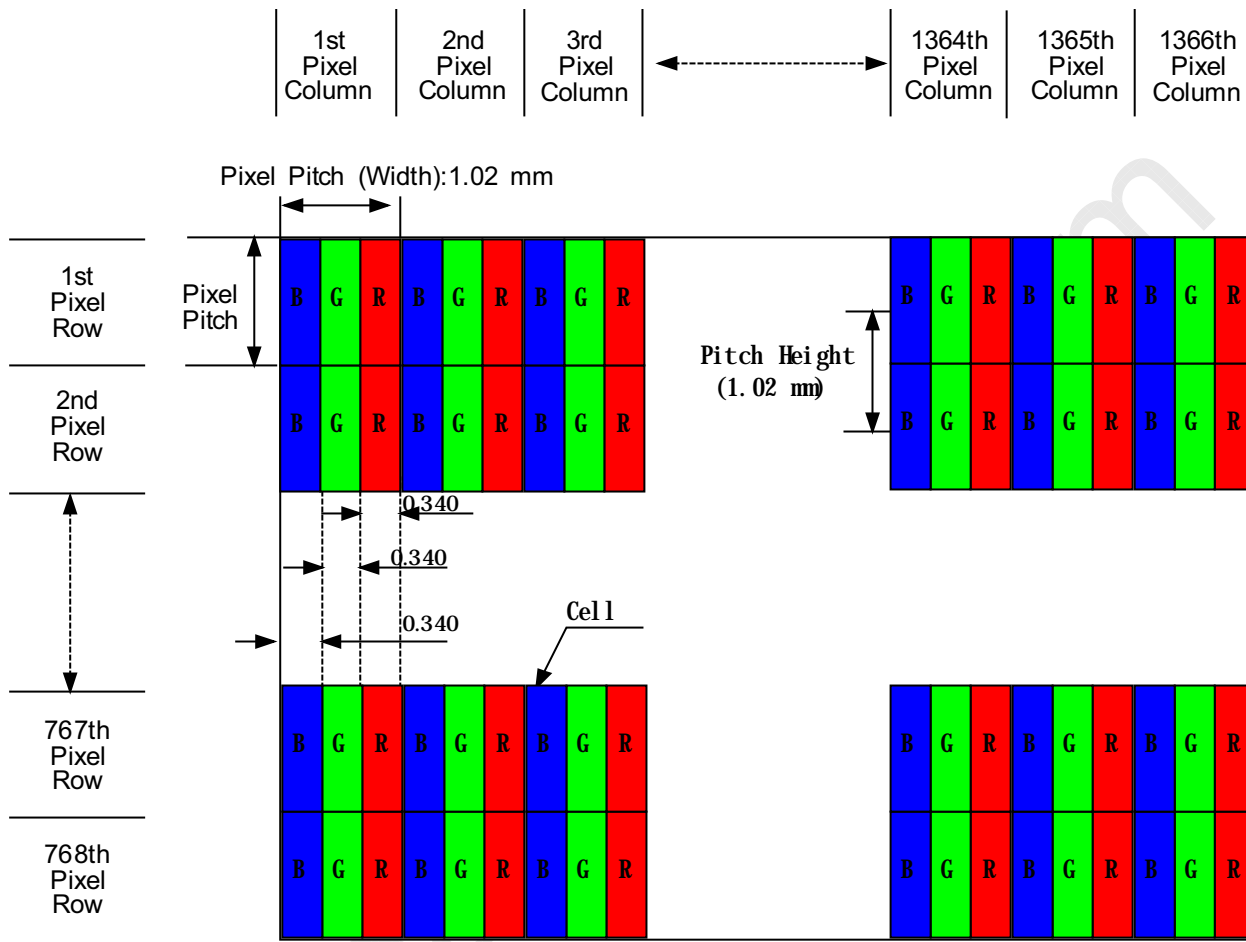 1st
Pixel
Column
2nd
Pixel
Column
3rd
Pixel
Column
1364th
Pixel
Column
1365th
Pixel
Column
1366th
Pixel
Column
Pixel Pitch (Width):1.02 mm
1st
Pixel
Row
Pixel
Pitch
B G R B G R B G R
B G R B G R B G R
Pitch Height
(1.02 mm)
2nd
Pixel
Row
B G R B G R B G R
B G R B G R B G R
0.340
0.340
0.340
Cell
767th
Pixel
Row
B G R B G R B G R
B G R B G R B G R
768th
Pixel
Row
B G R B G R B G R
B G R B G R B G R
m